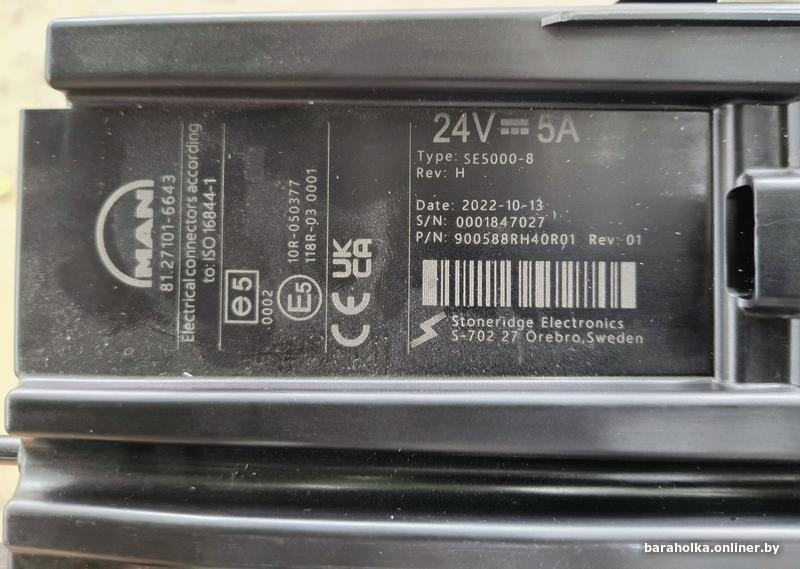 MAN
81.27101-6643
Electrical connectors according
to: ISO 16844-1
e5
0002
E5
10R-050377
118R-03 0001
CE
UK
CA
24V 5A
Type: SE5000-8
Rev: H
Date: 2022-10-13
S/N: 0001847027
P/N: 900588RH40R01 Rev: 01
Stoneridge Electronics
S-702 27 Örebro,Sweden
baraholka.onliner.by